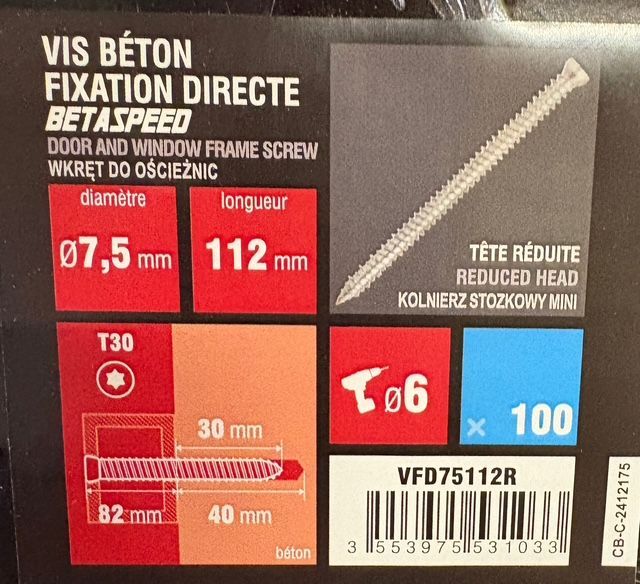 VIS BÉTON
FIXATION DIRECTE
BETASPEED
DOOR AND WINDOW FRAME SCREW
WKRĘT DO OŚCIEŻNIC
diamètre
Ø7,5 mm
longueur
112 mm
TÊTE RÉDUITE
REDUCED HEAD
KOLNIERZ STOZKOWY MINI
T30
30 mm
82 mm
40 mm
béton
Ø6
× 100
VFD75112R
3 553975 531033
CB-C-2412175